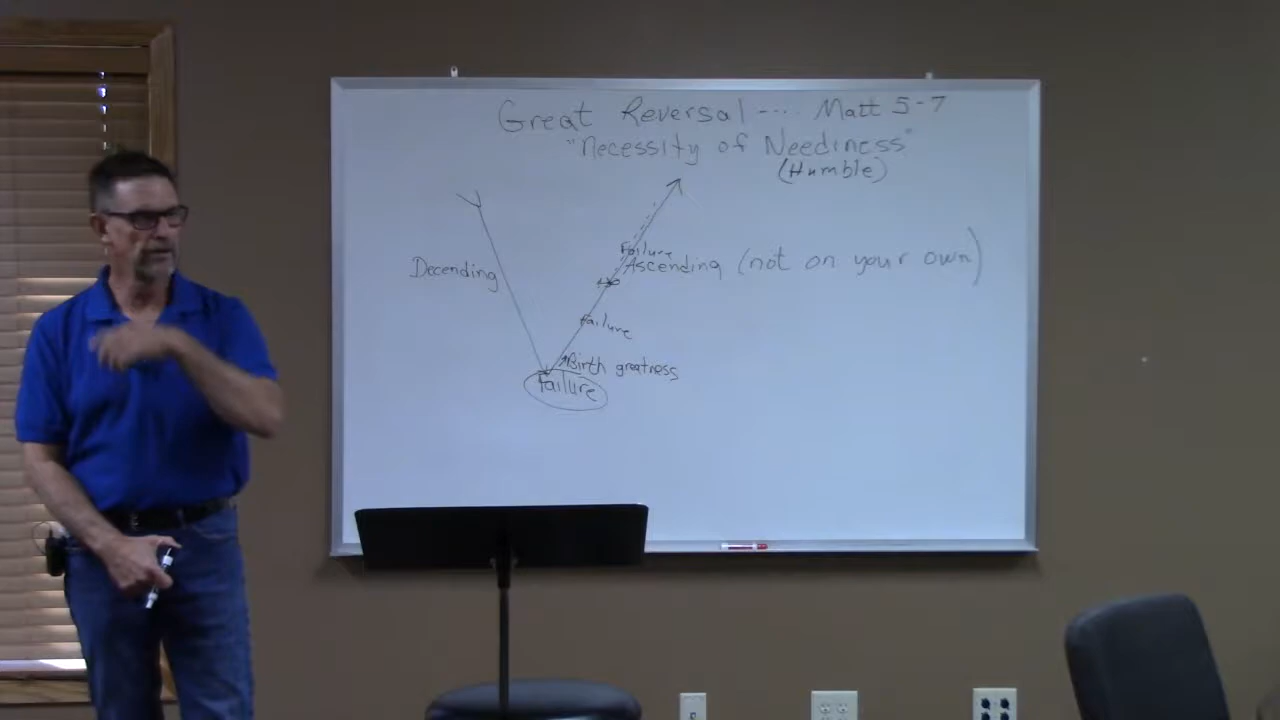 Great Reversal .... Matt 5-7
"Necessity of Neediness"
(Humble)
Failure
Decending
Ascending (not on your own)
Failure
Birth greatness
Failure